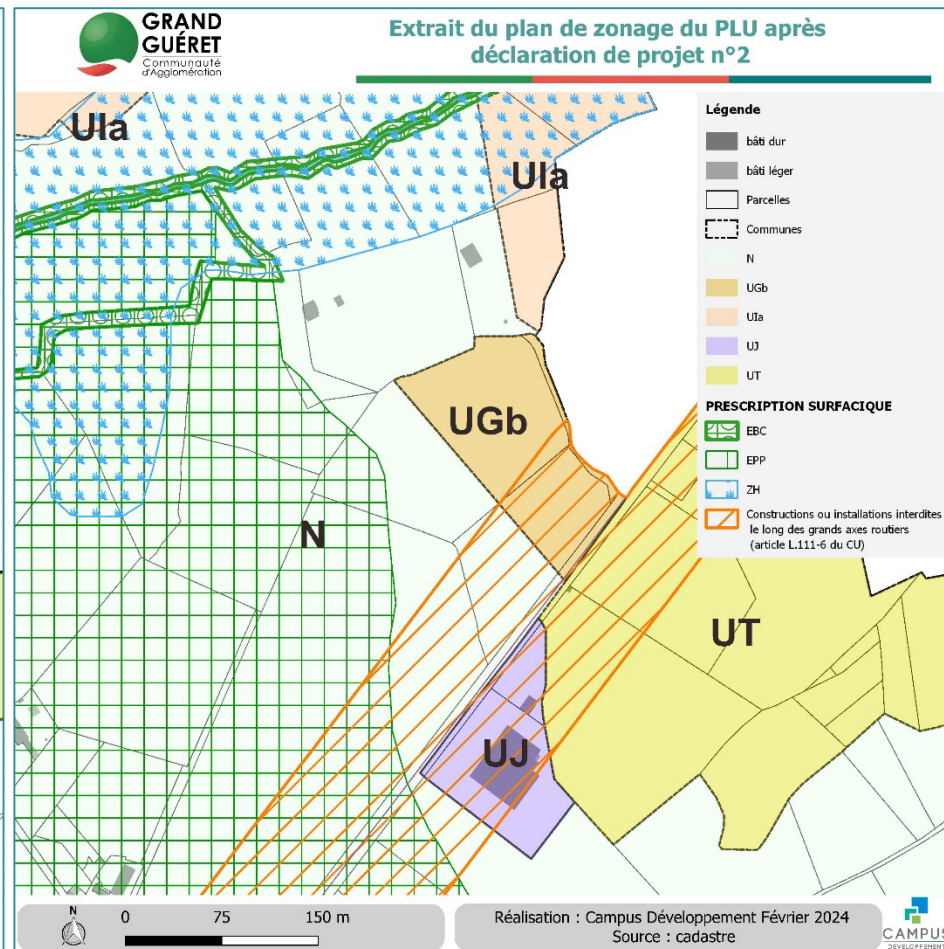 GRAND
GUÉRET
Communauté
d'Agglomération
Extrait du plan de zonage du PLU après
déclaration de projet n°2
UIa
UIa
UGb
N
UT
UJ
Légende
bâti dur
bâti léger
Parcelles
Communes
N
UGb
UIa
UJ
UT
PRESCRIPTION SURFACIQUE
EBC
EPP
ZH
Constructions ou installations interdites
le long des grands axes routiers
(article L.111-6 du CU)
N
0 75 150 m
Réalisation : Campus Développement Février 2024
Source : cadastre
CAMPUS
DÉVELOPPEMENT